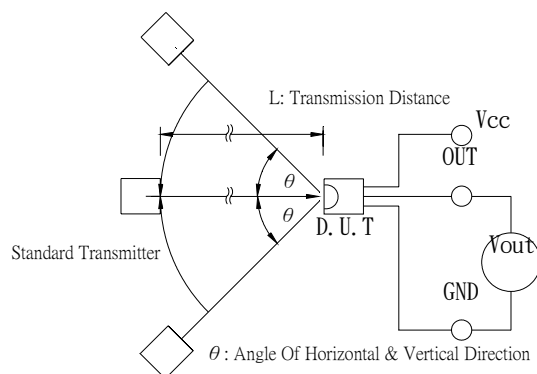 L: Transmission Distance
Vcc
OUT
θ
θ
D.U.T
Vout
Standard Transmitter
GND
θ : Angle Of Horizontal & Vertical Direction